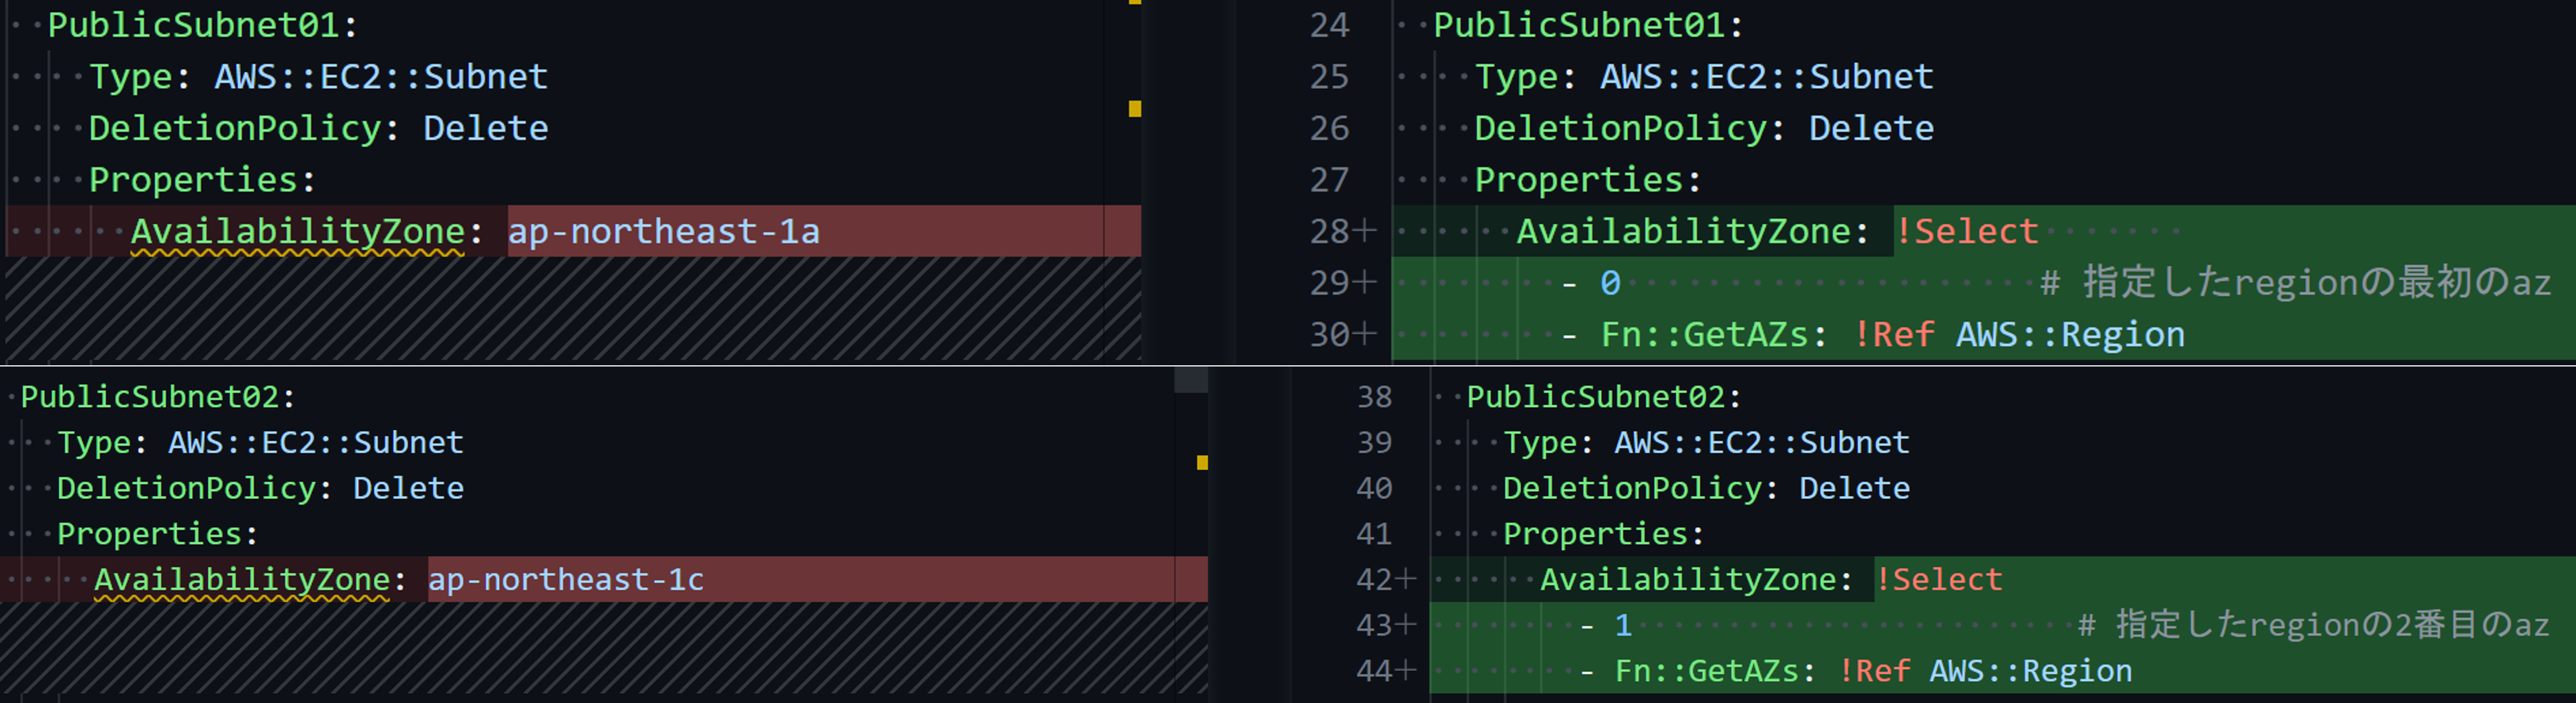 PublicSubnet01:
Type: AWS::EC2::Subnet
DeletionPolicy: Delete
Properties:
AvailabilityZone: ap-northeast-1a
24 PublicSubnet01:
25 Type: AWS::EC2::Subnet
26 DeletionPolicy: Delete
27 Properties:
28+ AvailabilityZone: !Select
29+ - 0 # 指定したregionの最初のaz
30+ - Fn::GetAZs: !Ref AWS::Region
PublicSubnet02:
Type: AWS::EC2::Subnet
DeletionPolicy: Delete
Properties:
AvailabilityZone: ap-northeast-1c
38 PublicSubnet02:
39 Type: AWS::EC2::Subnet
40 DeletionPolicy: Delete
41 Properties:
42+ AvailabilityZone: !Select
43+ - 1 # 指定したregionの2番目のaz
44+ - Fn::GetAZs: !Ref AWS::Region